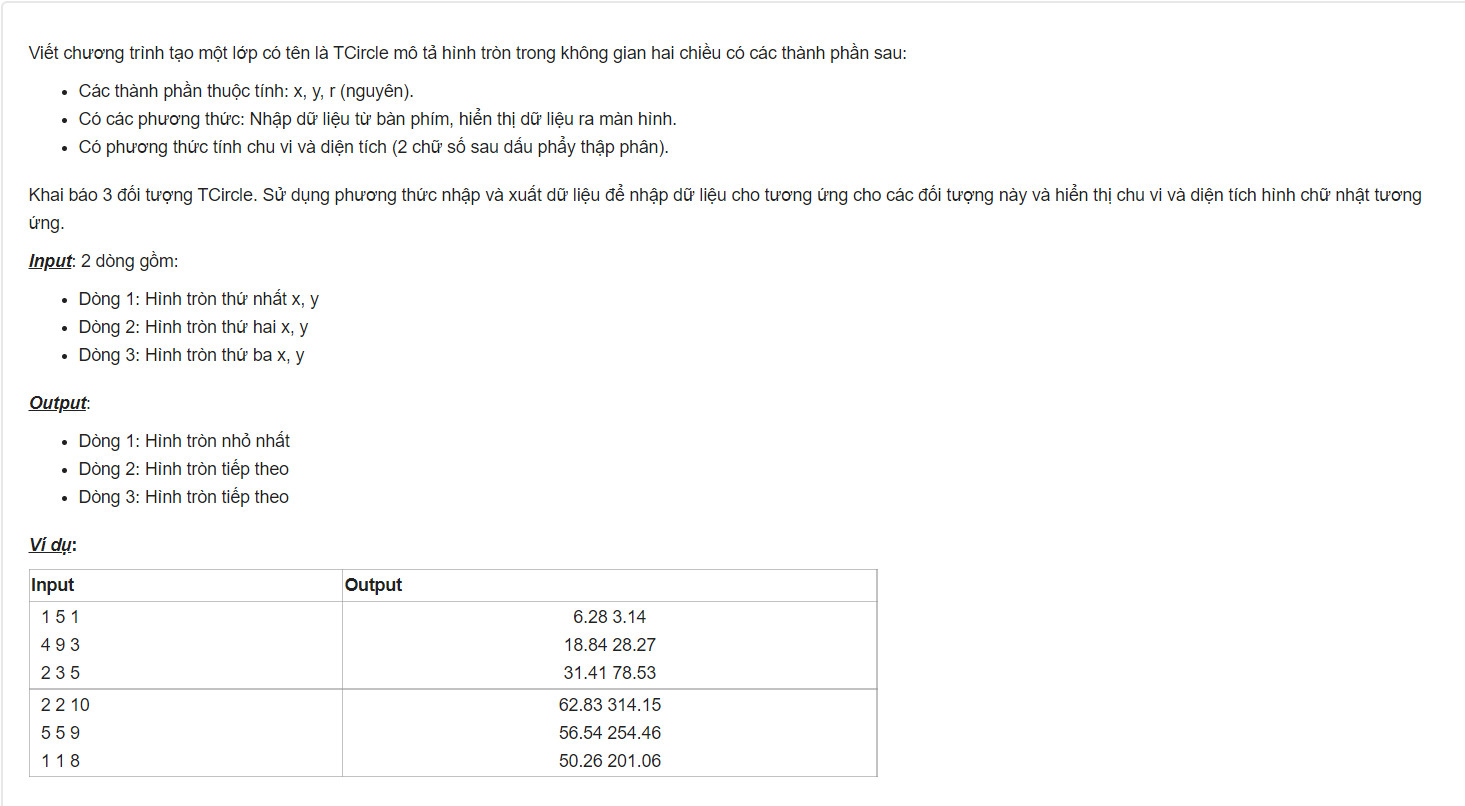 Viết chương trình tạo một lớp có tên là TCircle mô tả hình tròn trong không gian hai chiều có các thành phần sau:
• Các thành phần thuộc tính: x, y, r (nguyên).
• Có các phương thức: Nhập dữ liệu từ bàn phím, hiển thị dữ liệu ra màn hình.
• Có phương thức tính chu vi và diện tích (2 chữ số sau dấu phẩy thập phân).
Khai báo 3 đối tượng TCircle. Sử dụng phương thức nhập và xuất dữ liệu để nhập dữ liệu cho tương ứng cho các đối tượng này và hiển thị chu vi và diện tích hình chữ nhật tương
ứng.
Input: 2 dòng gồm:
• Dòng 1: Hình tròn thứ nhất x, y
• Dòng 2: Hình tròn thứ hai x, y
• Dòng 3: Hình tròn thứ ba x, y
Output:
• Dòng 1: Hình tròn nhỏ nhất
• Dòng 2: Hình tròn tiếp theo
• Dòng 3: Hình tròn tiếp theo
Ví dụ:
Input Output
1 5 1 6.28 3.14
4 9 3 18.84 28.27
2 3 5 31.41 78.53
2 2 10 62.83 314.15
5 5 9 56.54 254.46
1 1 8 50.26 201.06